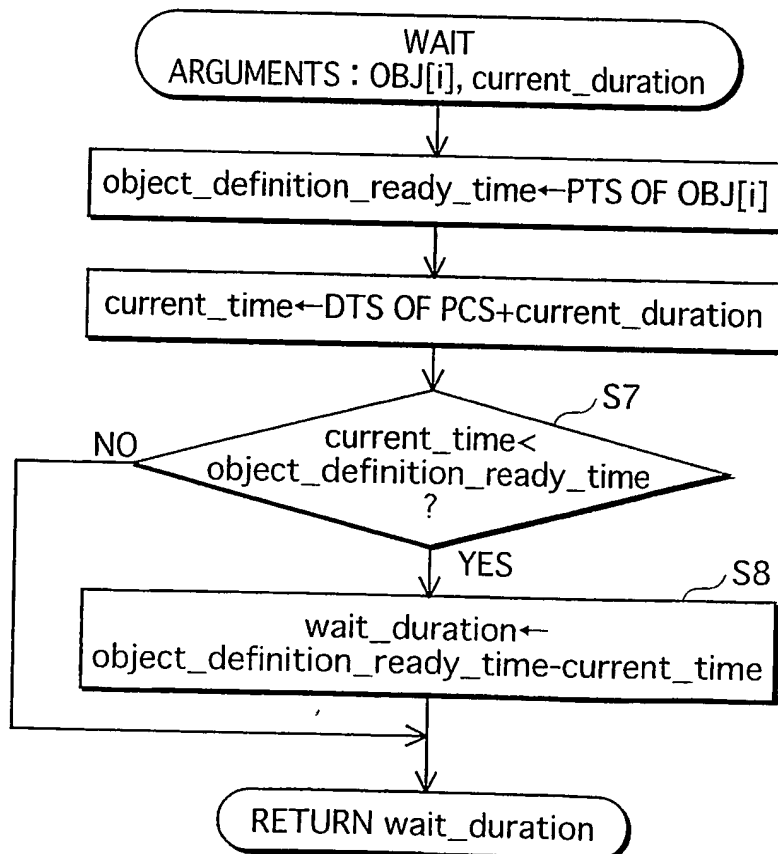 WAIT
ARGUMENTS : OBJ[i], current_duration
object_definition_ready_time←PTS OF OBJ[i]
current_time←DTS OF PCS+current_duration
S7
NO
current_time<
object_definition_ready_time
?
YES
S8
wait_duration←
object_definition_ready_time-current_time
RETURN wait_duration